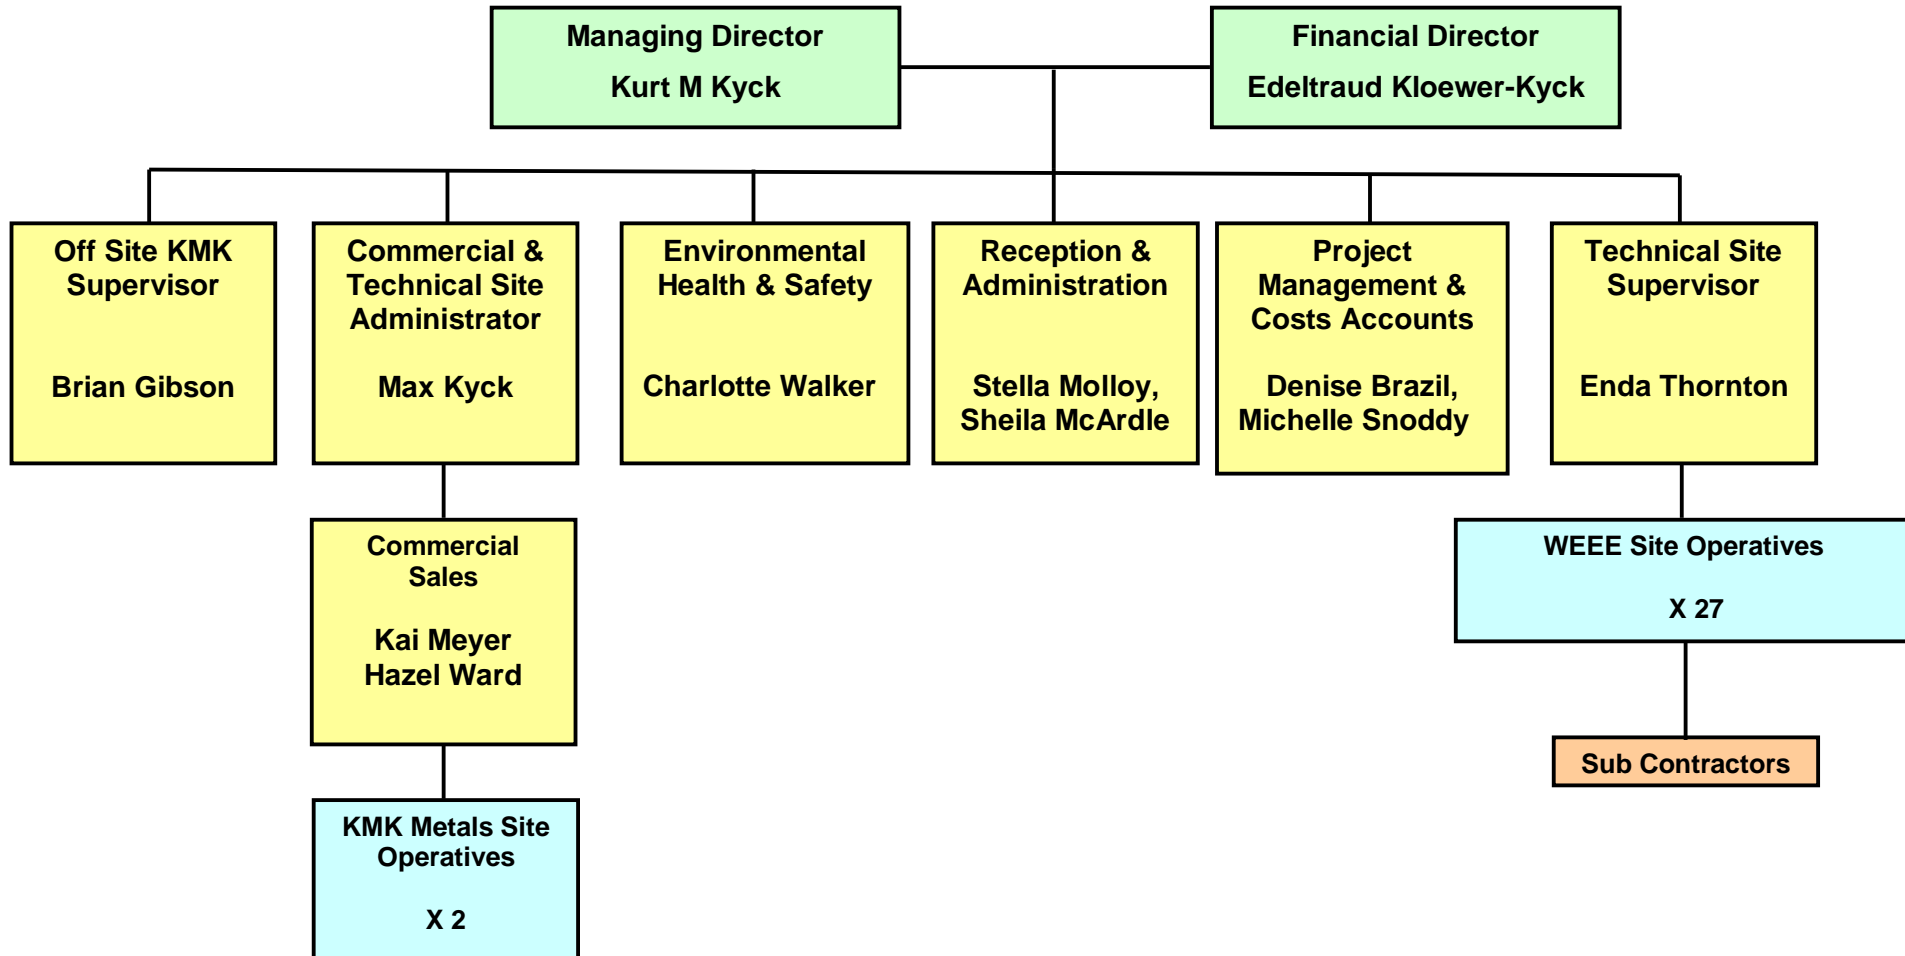 Managing Director
Kurt M Kyck
Financial Director
Edeltraud Kloewer-Kyck
Off Site KMK
Supervisor
Brian Gibson
Commercial &
Technical Site
Administrator
Max Kyck
Environmental
Health & Safety
Charlotte Walker
Reception &
Administration
Stella Molloy,
Sheila McArdle
Project
Management &
Costs Accounts
Denise Brazil,
Michelle Snoddy
Technical Site
Supervisor
Enda Thornton
Commercial
Sales
Kai Meyer
Hazel Ward
WEEE Site Operatives
X 27
Sub Contractors
KMK Metals Site
Operatives
X 2